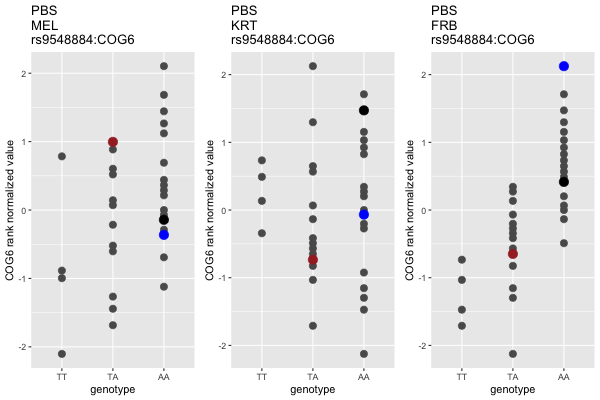 PBS
MEL
rs9548884:COG6
COG6 rank normalized value
2
1
0
-1
-2
TT
TA
AA
genotype
PBS
KRT
rs9548884:COG6
COG6 rank normalized value
2
1
0
-1
-2
TT
TA
AA
genotype
PBS
FRB
rs9548884:COG6
COG6 rank normalized value
2
1
0
-1
-2
TT
TA
AA
genotype